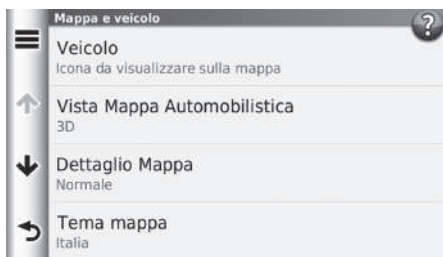 Mappa e veicolo
?
Veicolo
Icona da visualizzare sulla mappa
Vista Mappa Automobilistica
3D
Dettaglio Mappa
Normale
Tema mappa
Italia